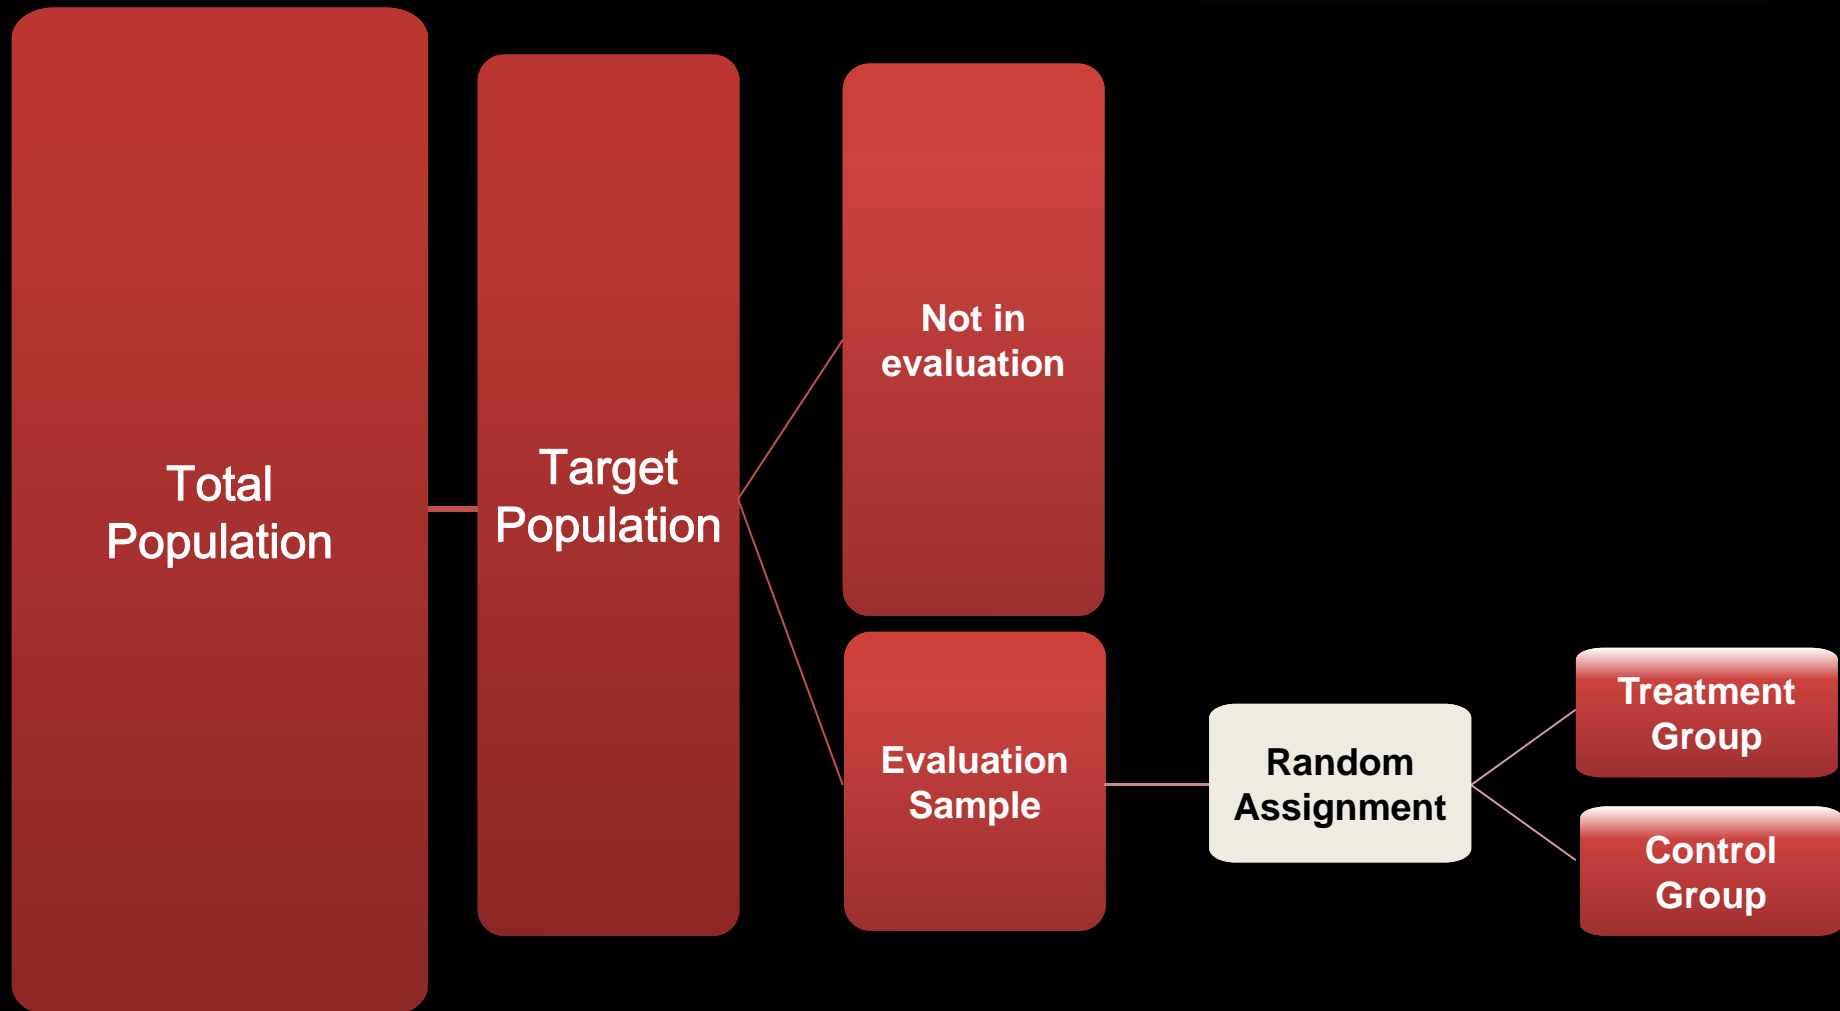 Total
Population
Target
Population
Not in
evaluation
Evaluation
Sample
Random
Assignment
Treatment
Group
Control
Group